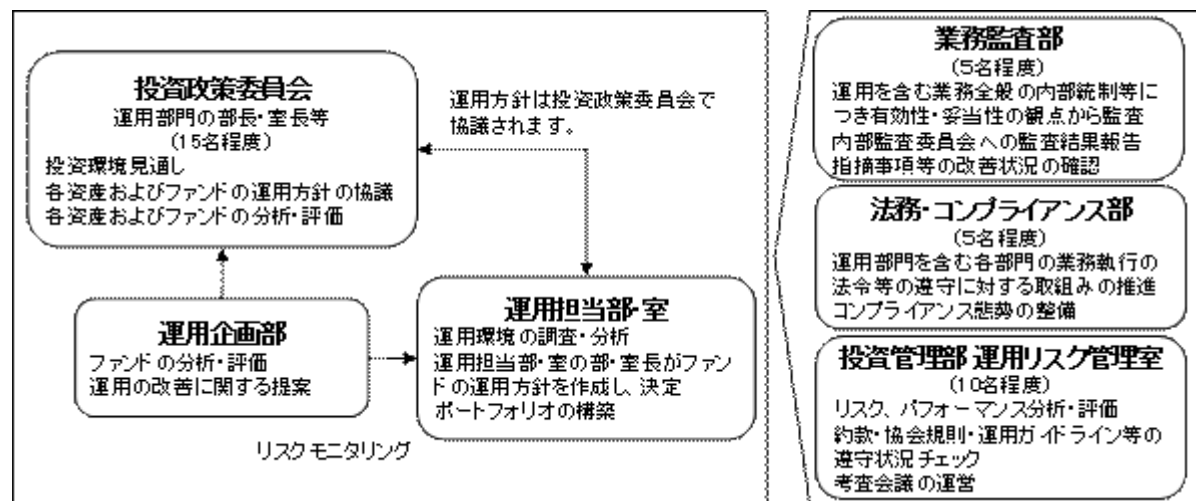 投資政策委員会
運用部門の部長・室長等
(15名程度)
投資環境見通し
各資産およびファンドの運用方針の協議
各資産およびファンドの分析・評価
運用方針は投資政策委員会で
協議されます。
運用企画部
ファンドの分析・評価
運用の改善に関する提案
運用担当部・室
運用環境の調査・分析
運用担当部・室の部・室長がファン
ドの運用方針を作成し、決定
ポートフォリオの構築
リスクモニタリング
業務監査部
(5名程度)
運用を含む業務全般の内部統制等に
つき有効性・妥当性の観点から監査
内部監査委員会への監査結果報告
指摘事項等の改善状況の確認
法務・コンプライアンス部
(5名程度)
運用部門を含む各部門の業務執行の
法令等の遵守に対する取組みの推進
コンプライアンス態勢の整備
投資管理部 運用リスク管理室
(10名程度)
リスク、パフォーマンス分析・評価
約款・協会規則・運用ガイドライン等の
遵守状況チェック
考査会議の運営